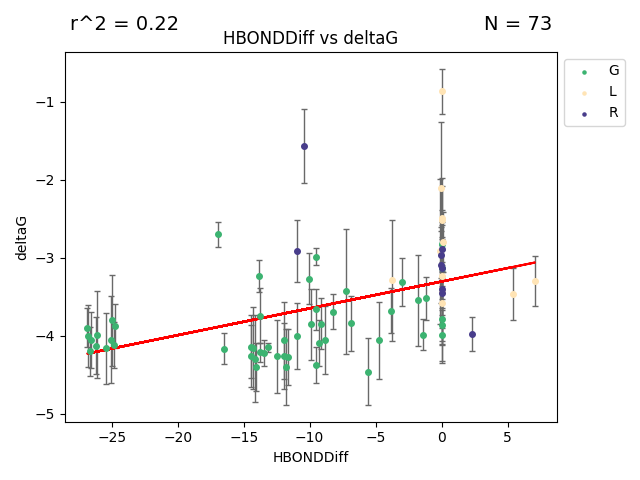 r^2 = 0.22
N = 73
HBONDDiff vs deltaG
G
L
R
−1
−2
−3
−4
−5
deltaG
−25 −20 −15 −10 −5 0 5
HBONDDiff